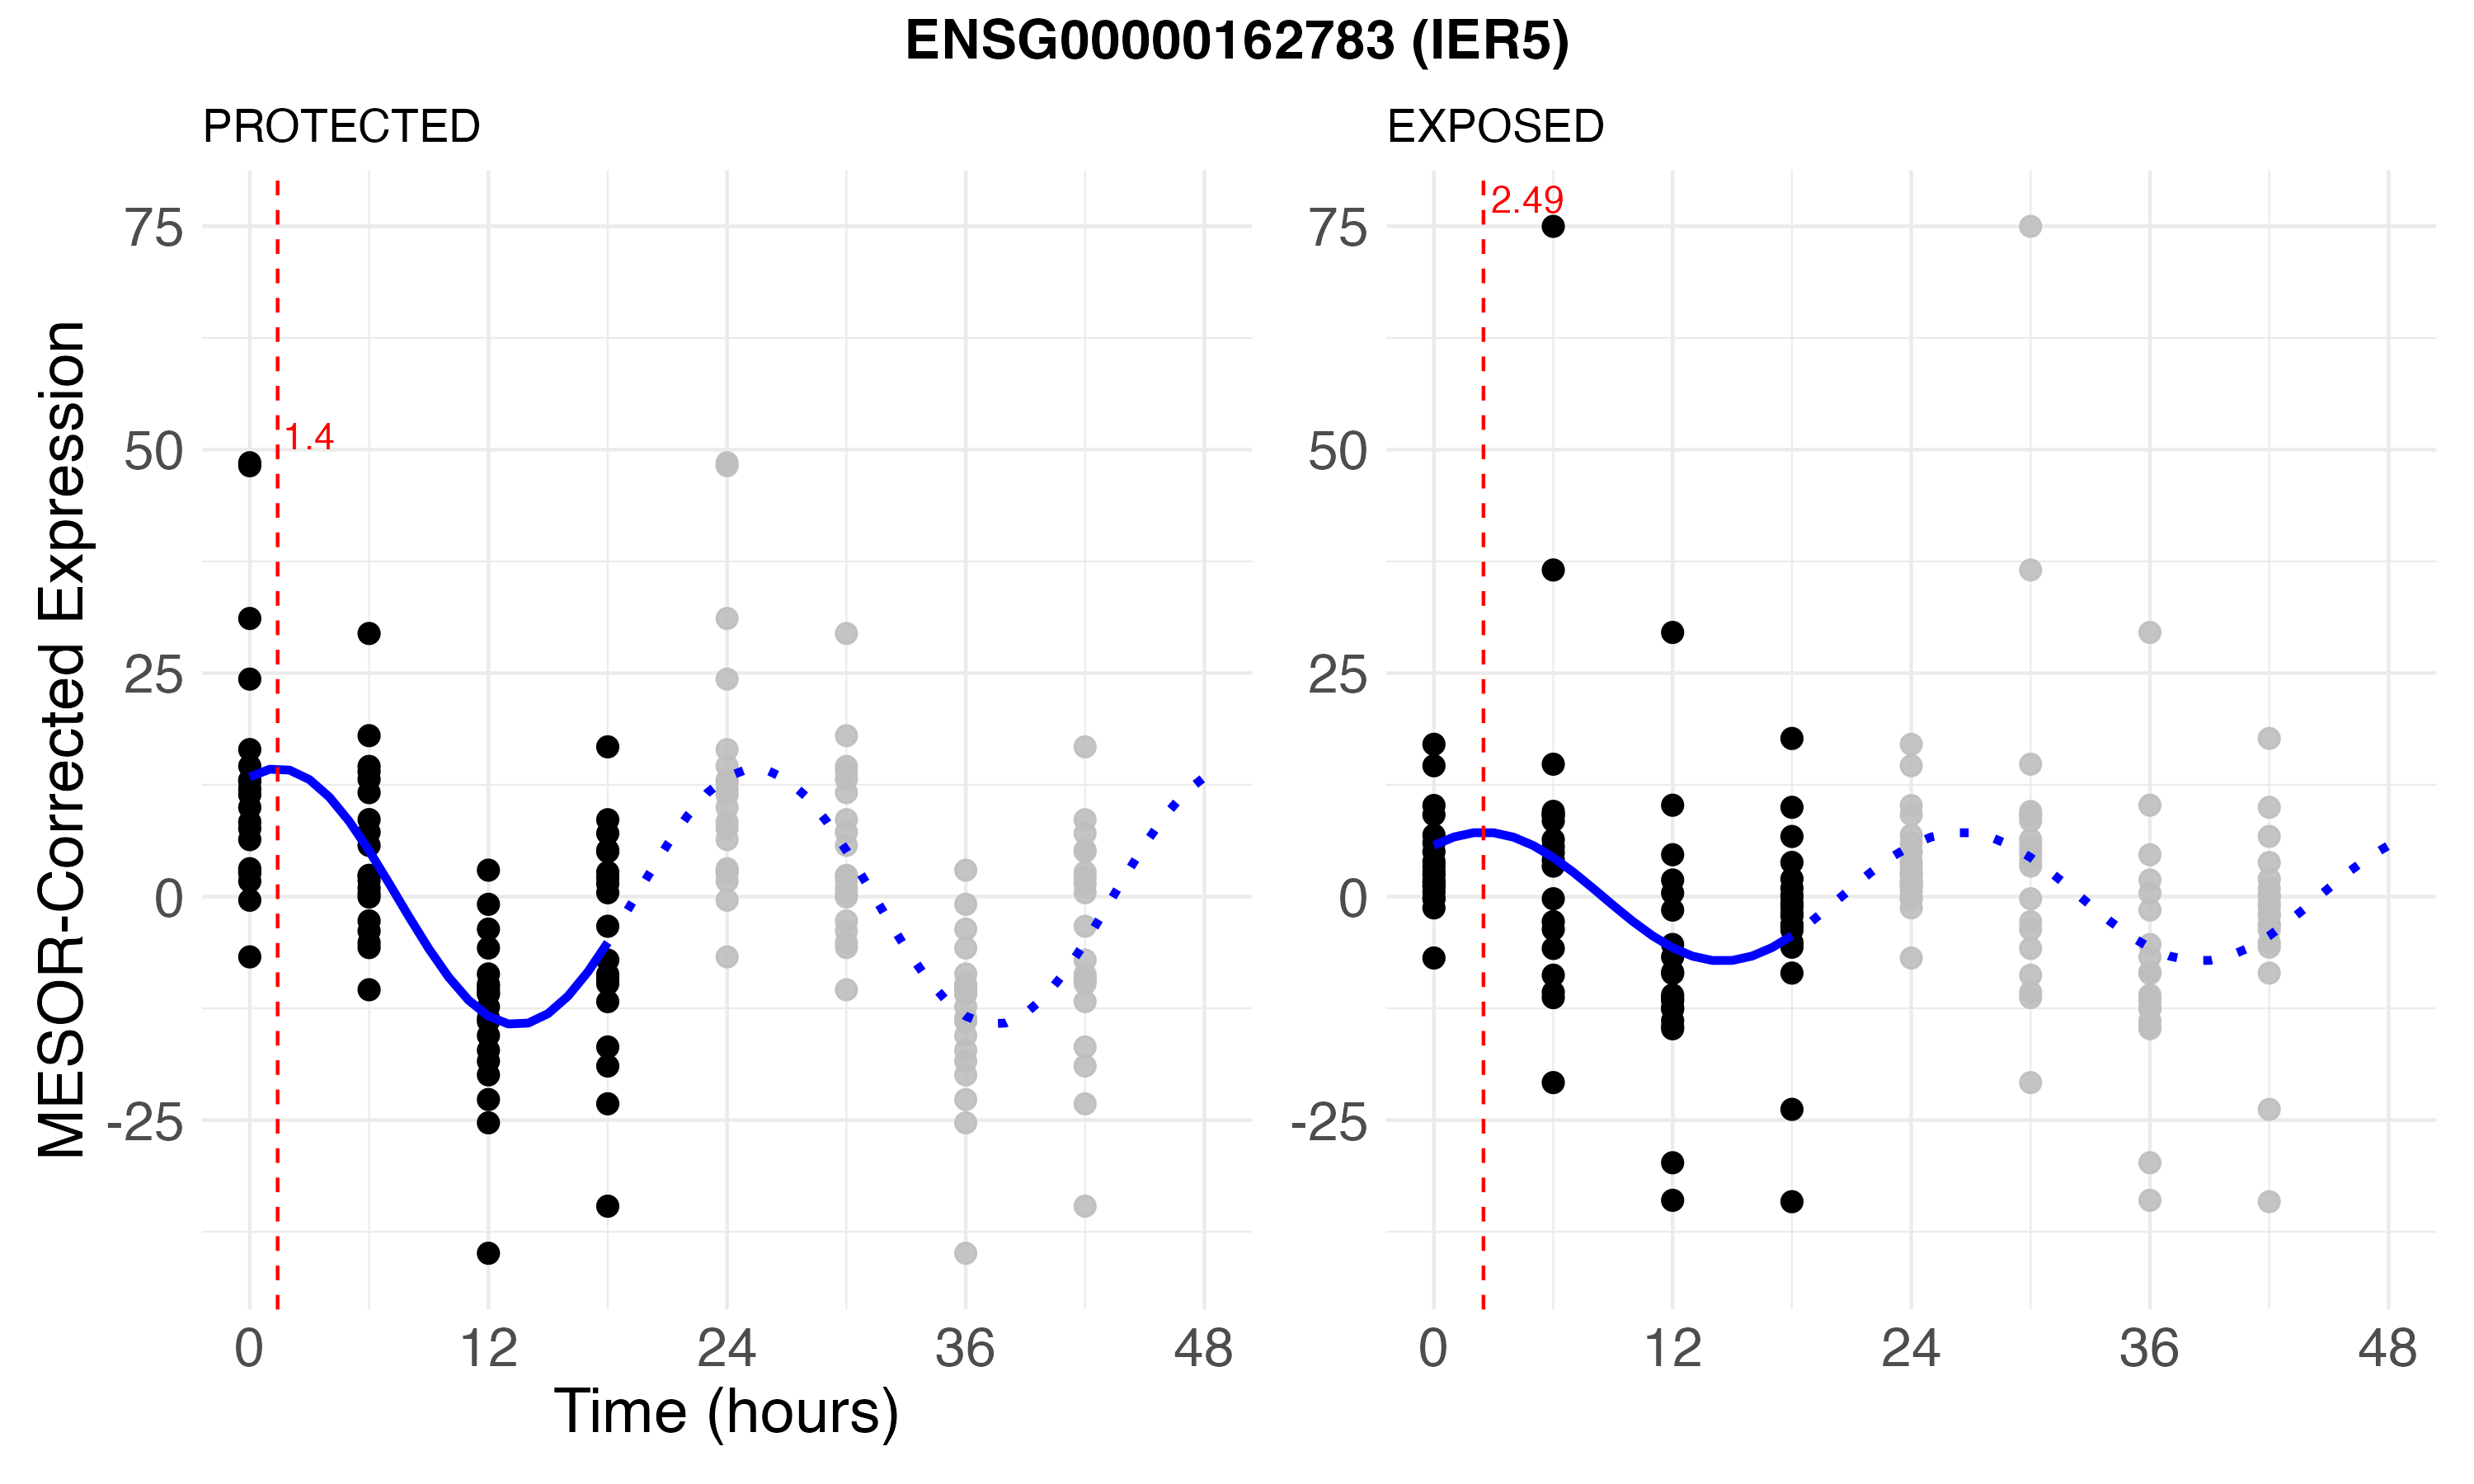 ENSG00000162783 (IER5)
PROTECTED
EXPOSED
MESOR-Corrected Expression
75
50
25
0
-25
1.4
0 12 24 36 48
75
50
25
0
-25
2.49
0 12 24 36 48
Time (hours)